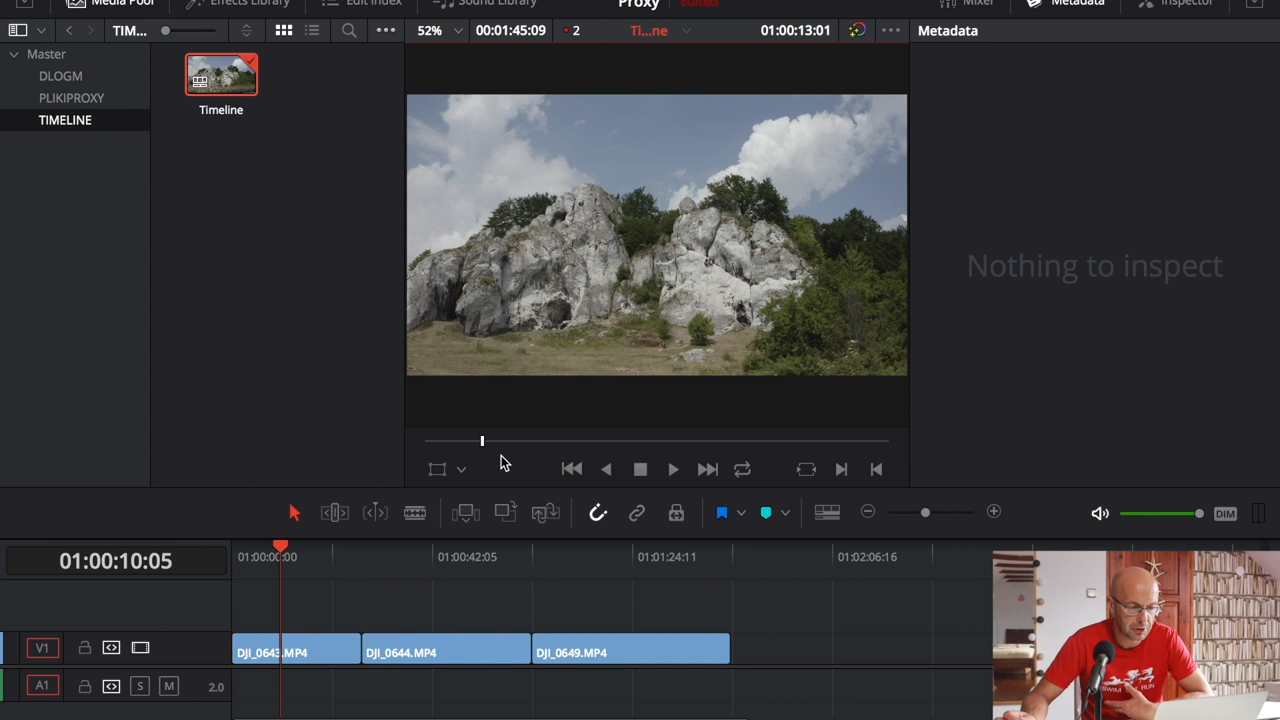 Media Pool
Effects Library
Edit Index
Sound Library
Proxy
Edited
Mixer
Metadata
Inspector
TIM...
52%
00:01:45:09
2
Ti...ne
01:00:13:01
Metadata
Master
DLOGM
PLIKIPROXY
TIMELINE
Timeline
Nothing to inspect
DIM
01:00:10:05
01:00:00:00
01:00:42:05
01:01:24:11
01:02:06:16
V1
DJI_0643.MP4
DJI_0644.MP4
DJI_0649.MP4
A1
S
M
2.0
SWIM
RUN